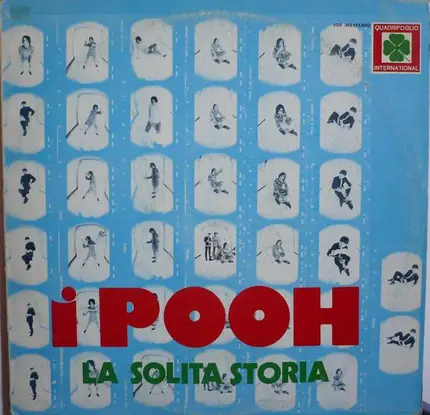 QUADRIFOGLIO
INTERNATIONAL
i POOH
LA SOLITA STORIA